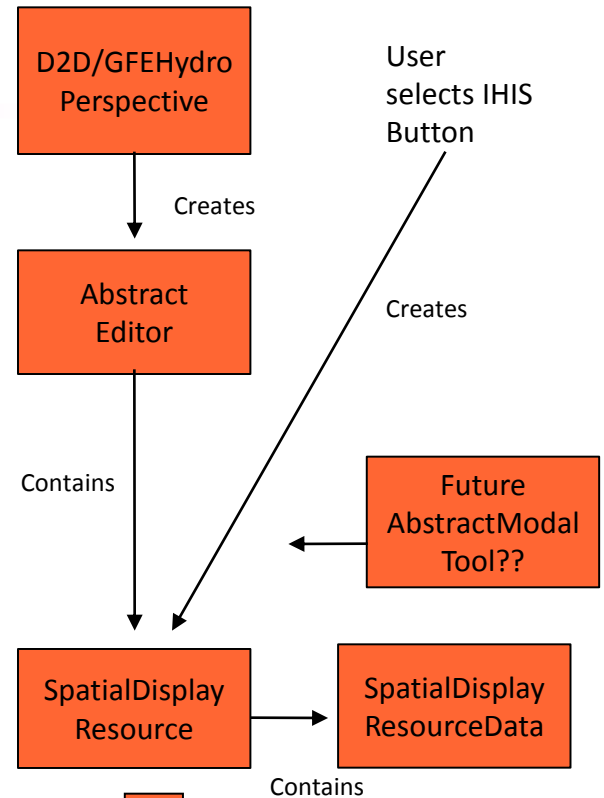 D2D/GFEHydro
Perspective
User
selects IHIS
Button
Creates
Abstract
Editor
Creates
Contains
Future
AbstractModal
Tool??
SpatialDisplay
Resource
SpatialDisplay
ResourceData
Contains